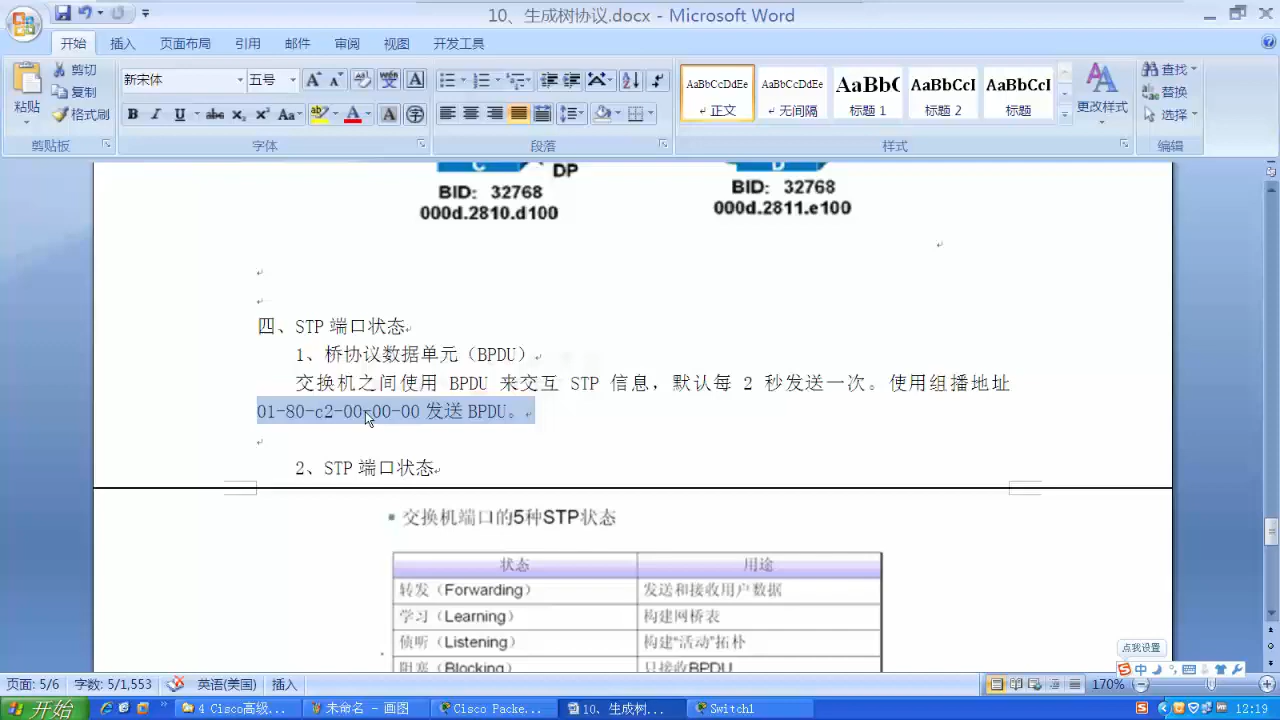 10、生成树协议.docx - Microsoft Word
开始 插入 页面布局 引用 邮件 审阅 视图 开发工具
粘贴 剪切 复制 格式刷
新宋体 五号
AaBbCcDdEe AaBbCcDdEe AaBbC AaBbCcI AaBbCcI
正文 无间隔 标题 1 标题 2 标题
更改样式
查找 替换 选择
剪贴板 字体 段落 样式 编辑
C DP D
BID: 32768 BID: 32768
000d.2810.d100 000d.2811.e100
四、STP 端口状态
1、桥协议数据单元（BPDU）
交换机之间使用 BPDU 来交互 STP 信息，默认每 2 秒发送一次。使用组播地址
01-80-c2-00-00-00 发送 BPDU。
2、STP 端口状态
交换机端口的5种STP状态
状态 用途
转发（Forwarding） 发送和接收用户数据
学习（Learning） 构建网桥表
侦听（Listening） 构建“活动”拓朴
阻塞（Blocking） 只接收BPDU
点我设置
中
页面: 5/6 字数: 5/1,553 英语(美国) 插入 170%
开始 4 Cisco高级... 未命名 - 画图 Cisco Packe... 10、生成树... Switch1 12:19